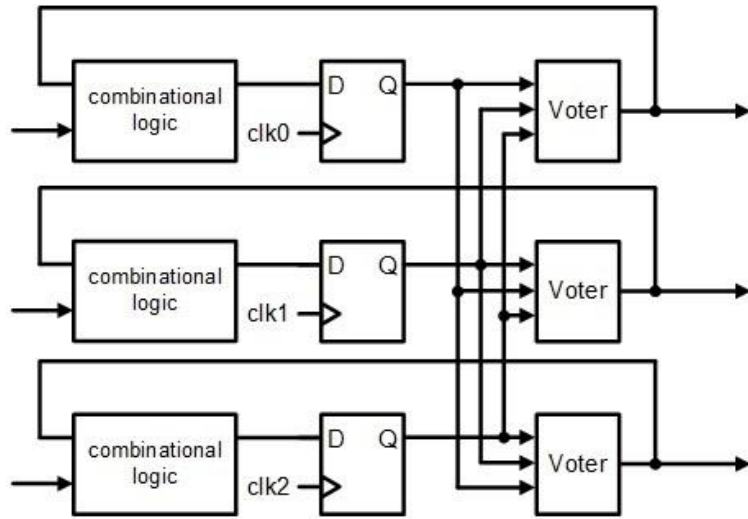 combinational
logic
D Q
clk0
Voter
combinational
logic
D Q
clk1
Voter
combinational
logic
D Q
clk2
Voter